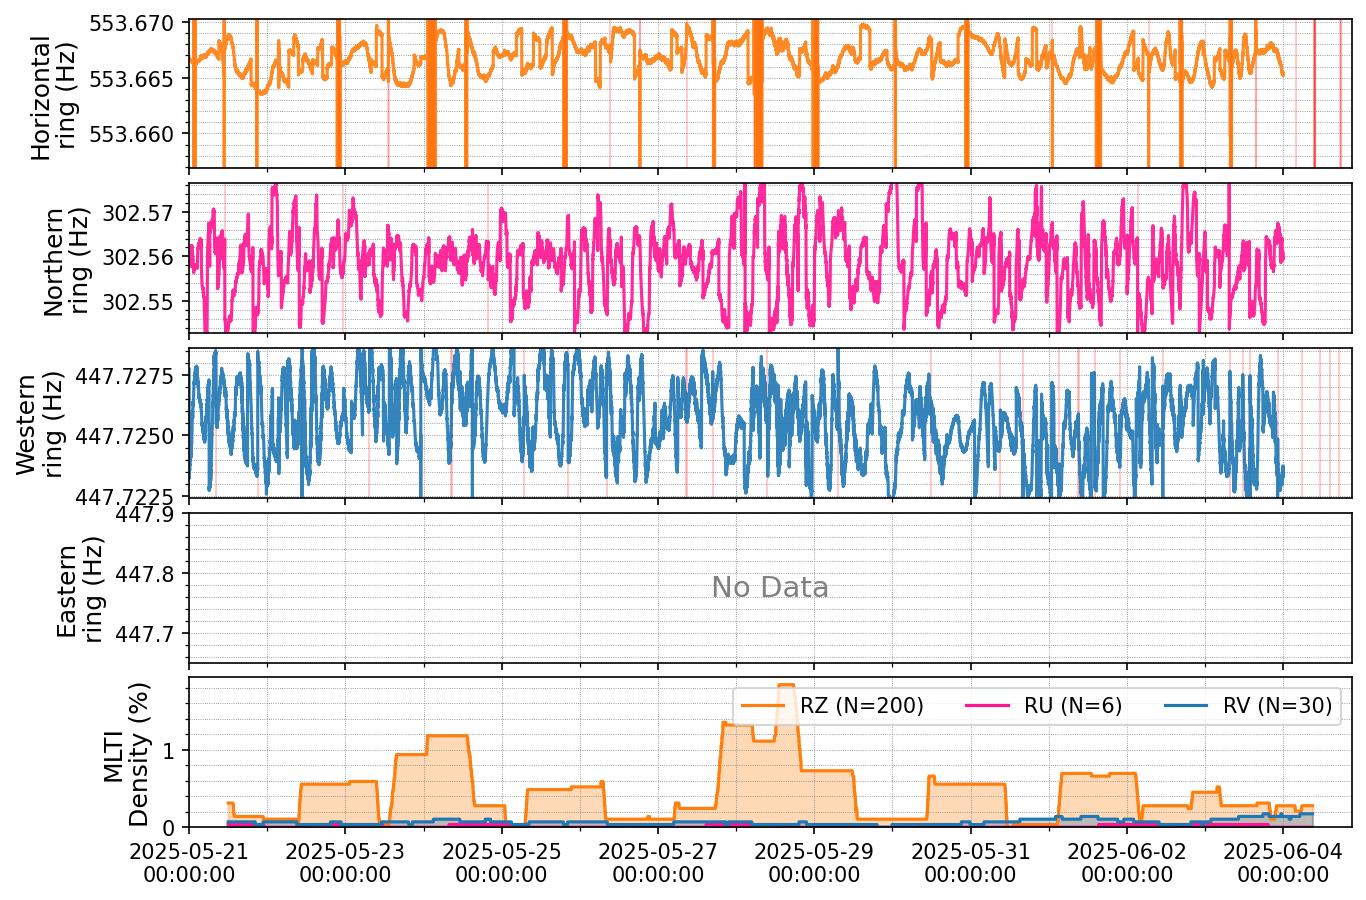 Horizontal
ring (Hz)
553.670
553.665
553.660
Northern
ring (Hz)
302.57
302.56
302.55
Western
ring (Hz)
447.7275
447.7250
447.7225
Eastern
ring (Hz)
447.9
447.8
447.7
No Data
MLTI
Density (%)
1
0
RZ (N=200) RU (N=6) RV (N=30)
2025-05-21 2025-05-23 2025-05-25 2025-05-27 2025-05-29 2025-05-31 2025-06-02 2025-06-04
00:00:00 00:00:00 00:00:00 00:00:00 00:00:00 00:00:00 00:00:00 00:00:00